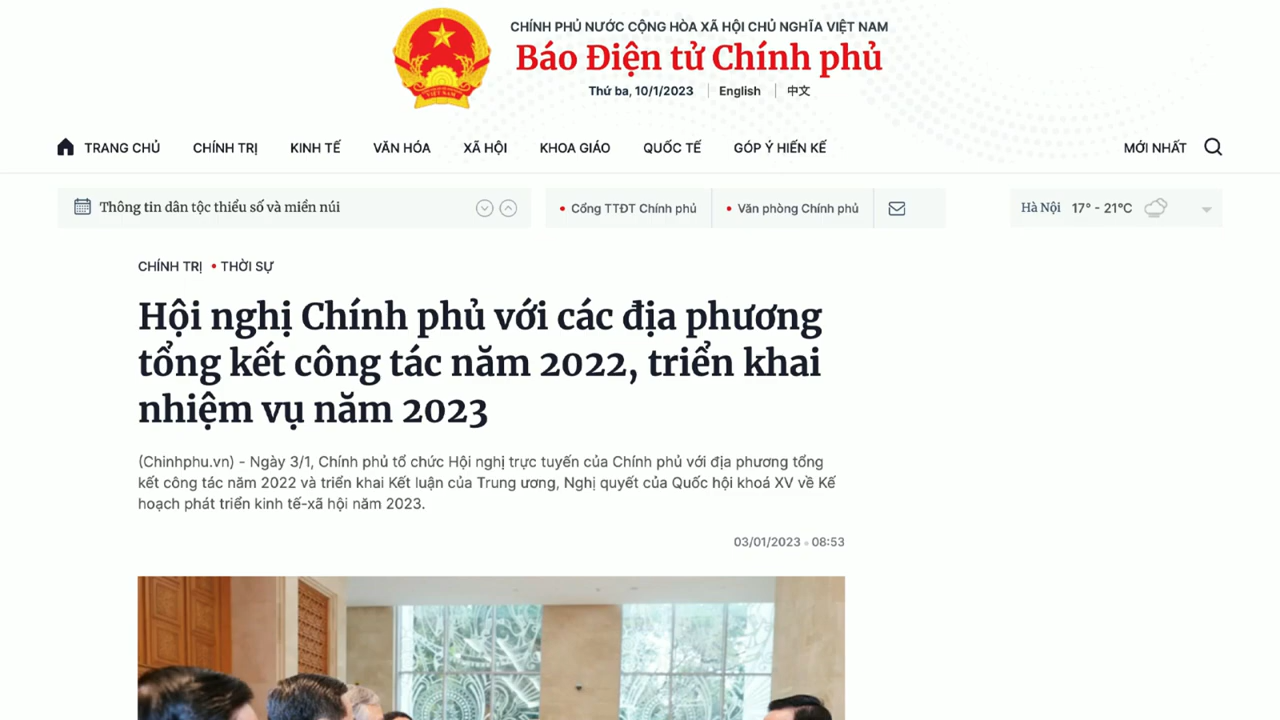 CHÍNH PHỦ NƯỚC CỘNG HÒA XÃ HỘI CHỦ NGHĨA VIỆT NAM
Báo Điện tử Chính phủ
Thứ ba, 10/1/2023 English 中文
TRANG CHỦ CHÍNH TRỊ KINH TẾ VĂN HÓA XÃ HỘI KHOA GIÁO QUỐC TẾ GÓP Ý HIẾN KẾ MỚI NHẤT
Thông tin dân tộc thiểu số và miền núi • Cổng TTĐT Chính phủ • Văn phòng Chính phủ Hà Nội 17° - 21°C
CHÍNH TRỊ • THỜI SỰ
Hội nghị Chính phủ với các địa phương
tổng kết công tác năm 2022, triển khai
nhiệm vụ năm 2023
(Chinhphu.vn) - Ngày 3/1, Chính phủ tổ chức Hội nghị trực tuyến của Chính phủ với địa phương tổng
kết công tác năm 2022 và triển khai Kết luận của Trung ương, Nghị quyết của Quốc hội khoá XV về Kế
hoạch phát triển kinh tế-xã hội năm 2023.
03/01/2023 • 08:53